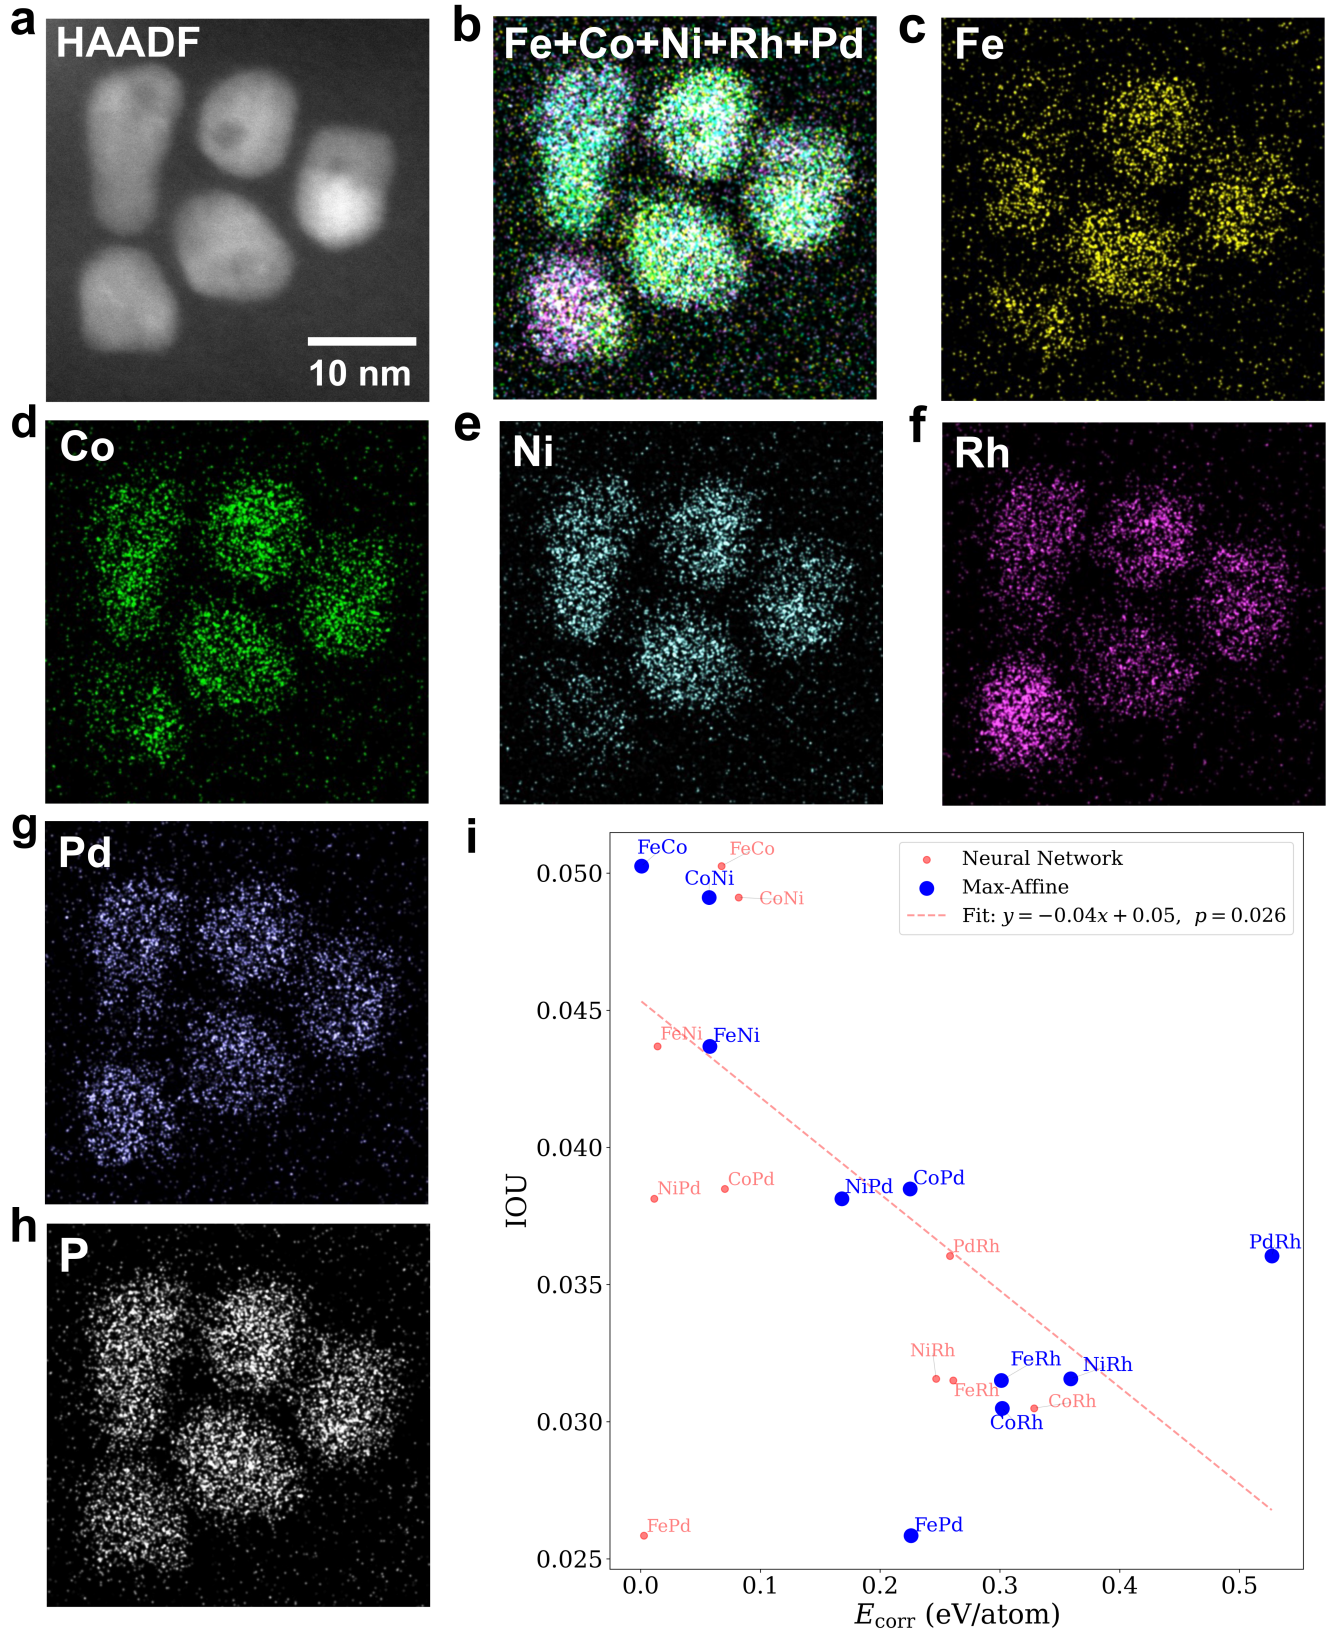 a
HAADF
10 nm
b
Fe+Co+Ni+Rh+Pd
c
Fe
d
Co
e
Ni
f
Rh
g
Pd
h
P
i
IOU
0.050
0.045
0.040
0.035
0.030
0.025
FeCo
FeCo
CoNi
CoNi
FeNi
FeNi
NiPd
CoPd
NiPd
CoPd
PdRh
PdRh
NiRh
FeRh
FeRh
NiRh
CoRh
CoRh
FePd
FePd
Neural Network
Max-Affine
Fit: y = −0.04x + 0.05, p = 0.026
0.0 0.1 0.2 0.3 0.4 0.5
Ecorr (eV/atom)